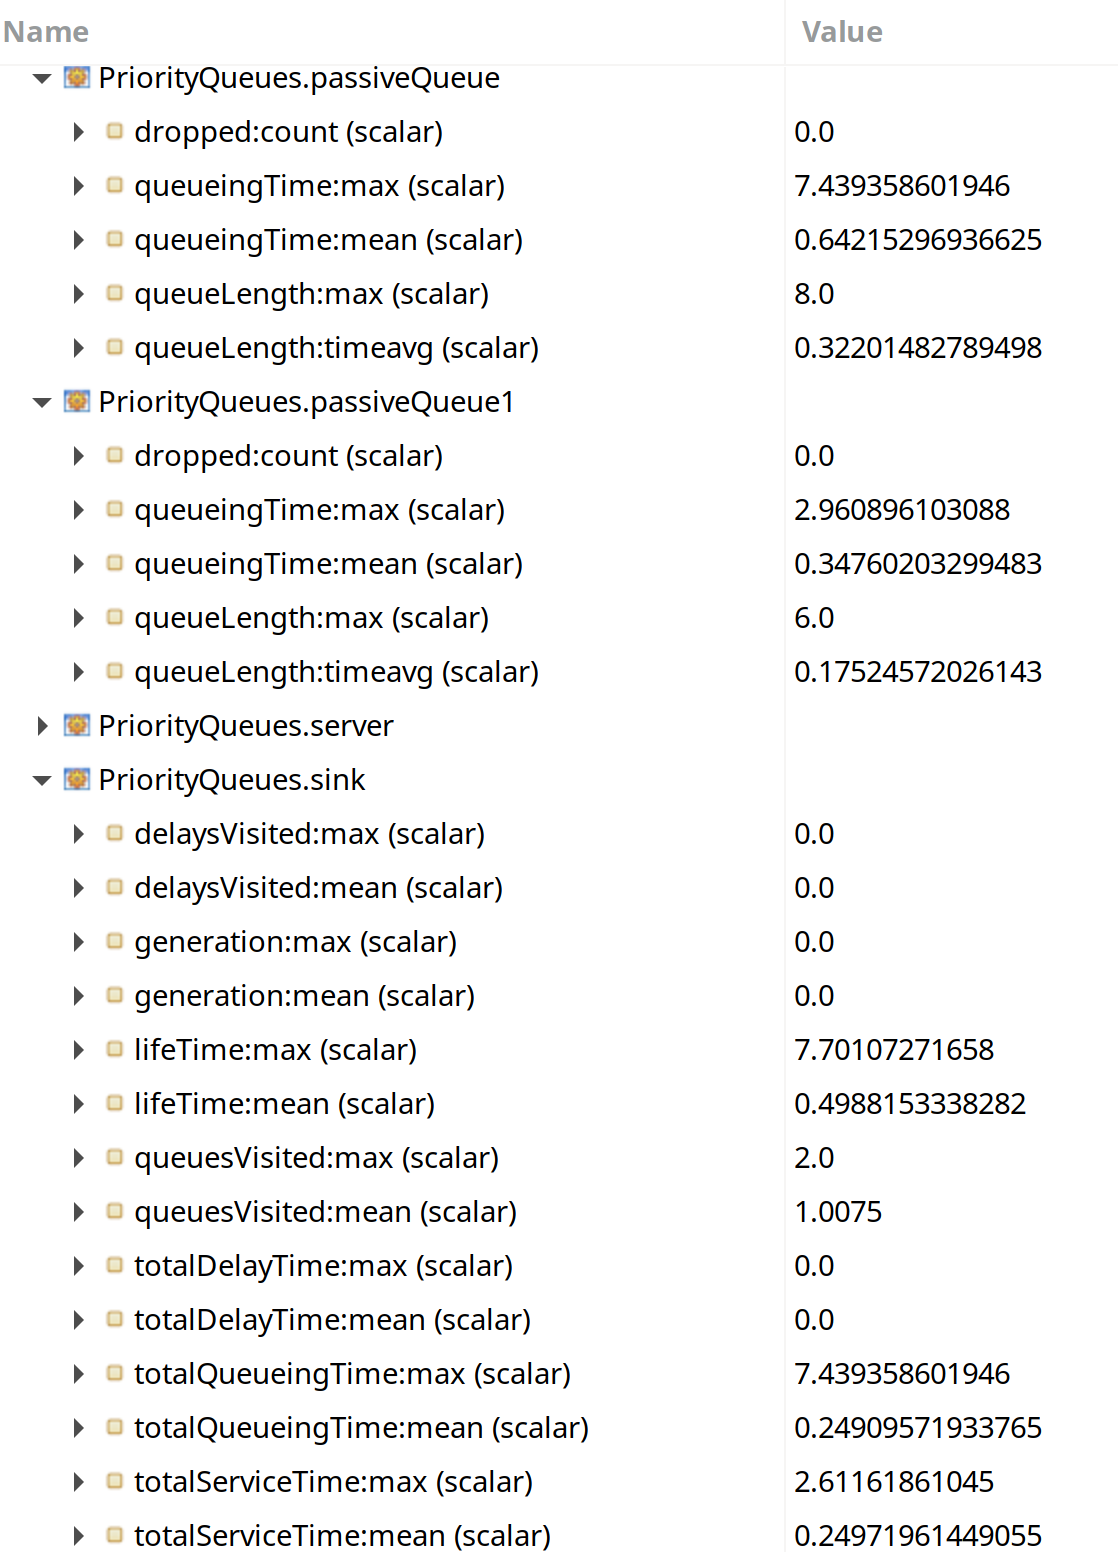 Name Value
PriorityQueues.passiveQueue
dropped:count (scalar) 0.0
queueingTime:max (scalar) 7.439358601946
queueingTime:mean (scalar) 0.64215296936625
queueLength:max (scalar) 8.0
queueLength:timeavg (scalar) 0.32201482789498
PriorityQueues.passiveQueue1
dropped:count (scalar) 0.0
queueingTime:max (scalar) 2.960896103088
queueingTime:mean (scalar) 0.34760203299483
queueLength:max (scalar) 6.0
queueLength:timeavg (scalar) 0.17524572026143
PriorityQueues.server
PriorityQueues.sink
delaysVisited:max (scalar) 0.0
delaysVisited:mean (scalar) 0.0
generation:max (scalar) 0.0
generation:mean (scalar) 0.0
lifeTime:max (scalar) 7.70107271658
lifeTime:mean (scalar) 0.4988153338282
queuesVisited:max (scalar) 2.0
queuesVisited:mean (scalar) 1.0075
totalDelayTime:max (scalar) 0.0
totalDelayTime:mean (scalar) 0.0
totalQueueingTime:max (scalar) 7.439358601946
totalQueueingTime:mean (scalar) 0.24909571933765
totalServiceTime:max (scalar) 2.61161861045
totalServiceTime:mean (scalar) 0.24971961449055